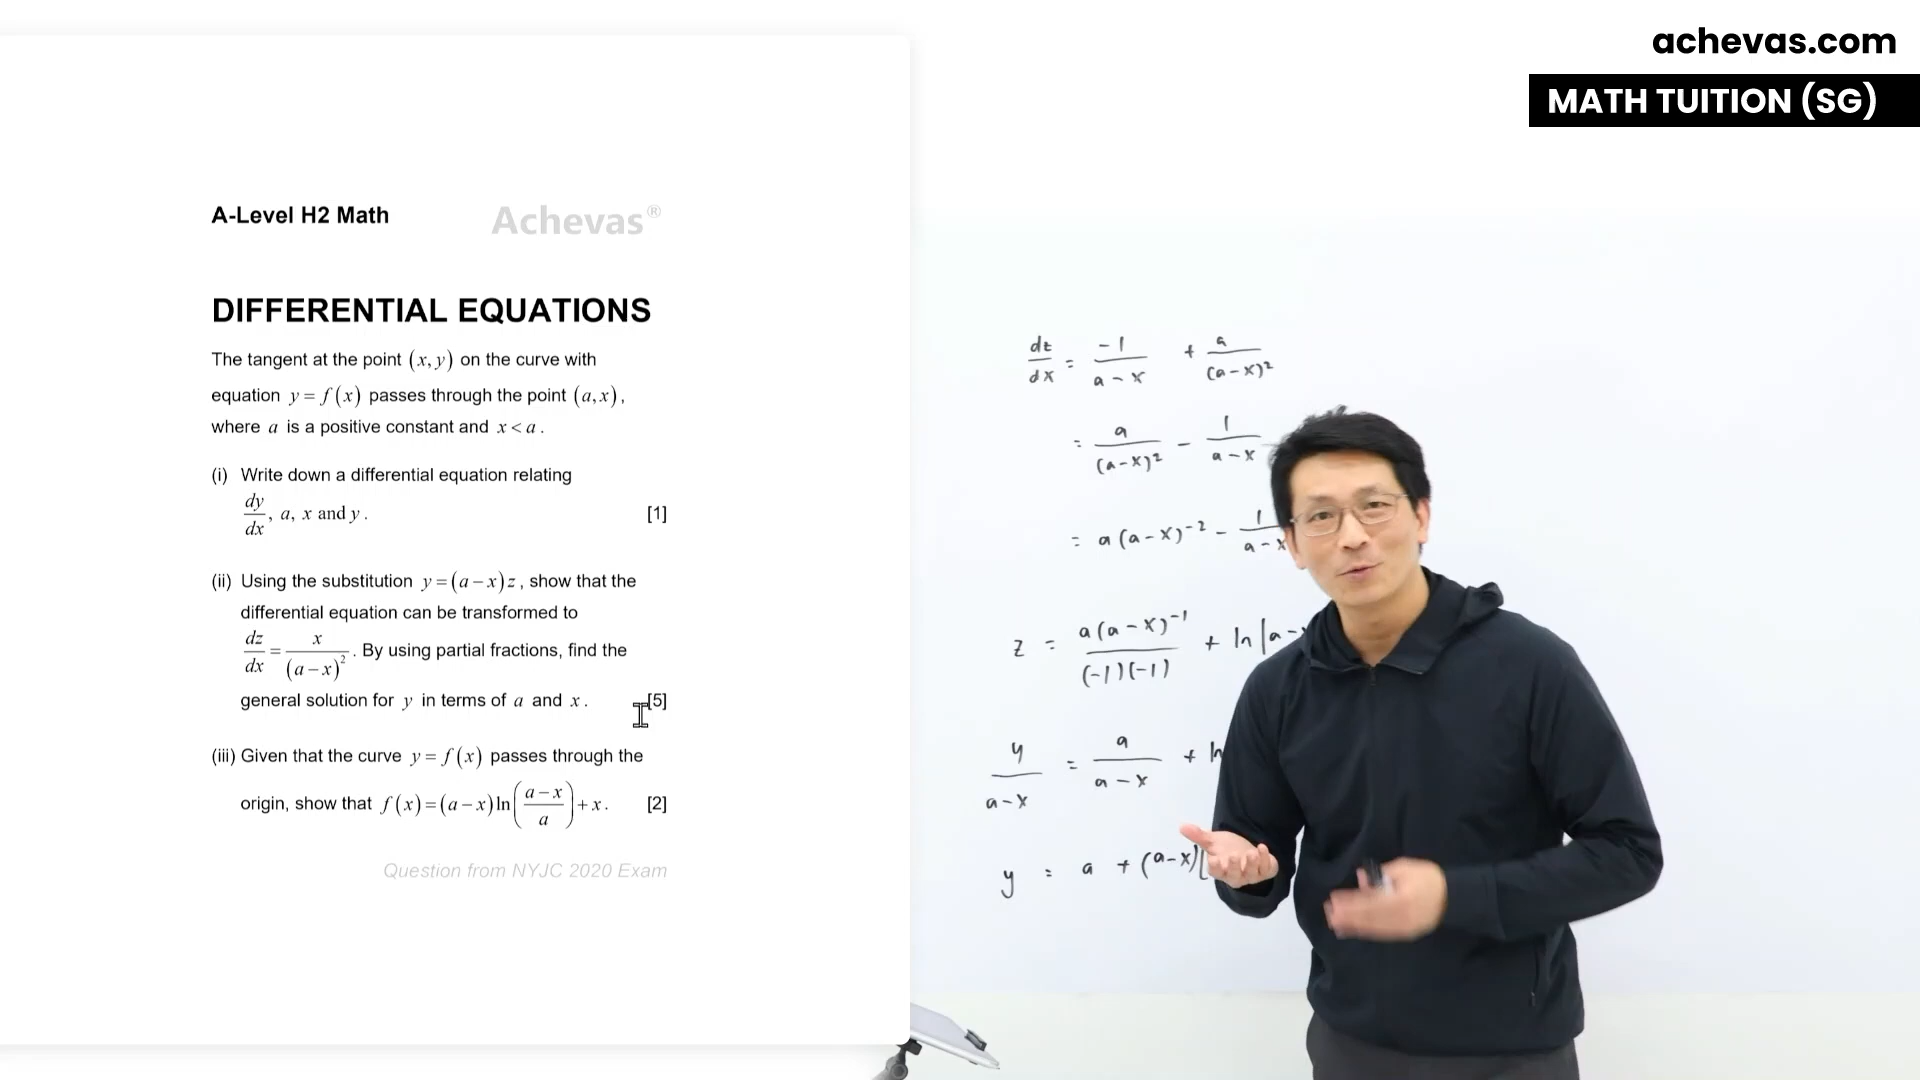 achevas.com
MATH TUITION (SG)
A-Level H2 Math
Achevas®
DIFFERENTIAL EQUATIONS
The tangent at the point (x, y) on the curve with
equation y = f(x) passes through the point (a, x),
where a is a positive constant and x < a.
(i) Write down a differential equation relating
dy/dx, a, x and y. [1]
(ii) Using the substitution y = (a − x)z, show that the
differential equation can be transformed to
dz/dx = x/(a − x)². By using partial fractions, find the
general solution for y in terms of a and x. [5]
(iii) Given that the curve y = f(x) passes through the
origin, show that f(x) = (a − x) ln((a − x)/a) + x. [2]
Question from NYJC 2020 Exam
dz/dx = −1/(a − x) + a/(a − x)²
= a/(a − x)² − 1/(a − x)
= a(a − x)⁻² − 1/(a − x
z = a(a − x)⁻¹/((−1)(−1)) + ln|a −
y/(a − x) = a/(a − x) +
y = a + (a − x)[